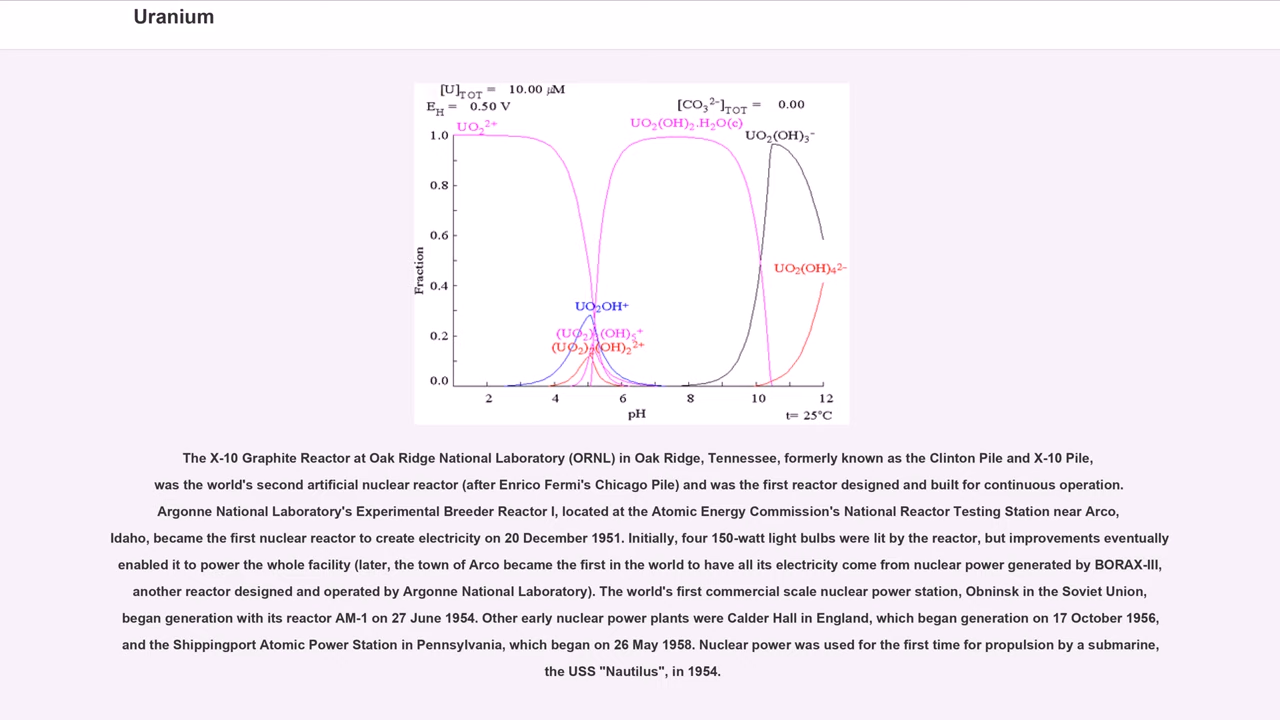 Uranium
[U]TOT = 10.00 μM
EH = 0.50 V
[CO3 2−]TOT = 0.00
UO2 2+
UO2(OH)2.H2O(c)
UO2(OH)3−
1.0
0.8
0.6
UO2(OH)4 2−
0.4
Fraction
UO2OH+
0.2
(OH)5+
(OH)2 2+
0.0
2 4 6 8 10 12
pH
t= 25°C
The X-10 Graphite Reactor at Oak Ridge National Laboratory (ORNL) in Oak Ridge, Tennessee, formerly known as the Clinton Pile and X-10 Pile,
was the world's second artificial nuclear reactor (after Enrico Fermi's Chicago Pile) and was the first reactor designed and built for continuous operation.
Argonne National Laboratory's Experimental Breeder Reactor I, located at the Atomic Energy Commission's National Reactor Testing Station near Arco,
Idaho, became the first nuclear reactor to create electricity on 20 December 1951. Initially, four 150-watt light bulbs were lit by the reactor, but improvements eventually
enabled it to power the whole facility (later, the town of Arco became the first in the world to have all its electricity come from nuclear power generated by BORAX-III,
another reactor designed and operated by Argonne National Laboratory). The world's first commercial scale nuclear power station, Obninsk in the Soviet Union,
began generation with its reactor AM-1 on 27 June 1954. Other early nuclear power plants were Calder Hall in England, which began generation on 17 October 1956,
and the Shippingport Atomic Power Station in Pennsylvania, which began on 26 May 1958. Nuclear power was used for the first time for propulsion by a submarine,
the USS "Nautilus", in 1954.